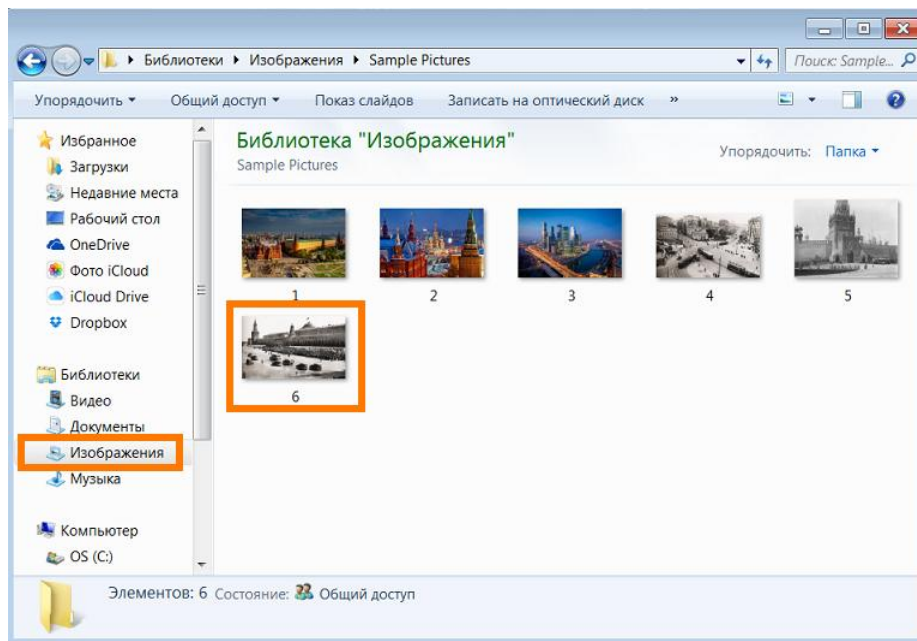 Библиотеки ▸ Изображения ▸ Sample Pictures
Поиск: Sample...
Упорядочить
Общий доступ
Показ слайдов
Записать на оптический диск
»
Избранное
Загрузки
Недавние места
Рабочий стол
OneDrive
Фото iCloud
iCloud Drive
Dropbox
Библиотеки
Видео
Документы
Изображения
Музыка
Компьютер
OS (C:)
Библиотека "Изображения"
Sample Pictures
Упорядочить: Папка
1
2
3
4
5
6
Элементов: 6 Состояние: Общий доступ